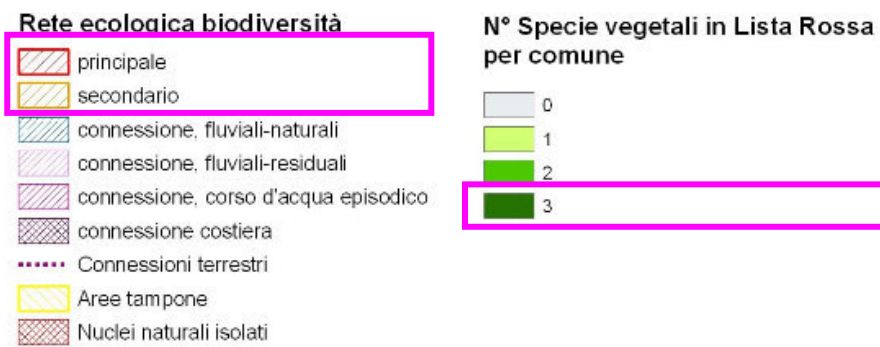 Rete ecologica biodiversità
principale
secondario
connessione, fluviali-naturali
connessione, fluviali-residuali
connessione, corso d'acqua episodico
connessione costiera
Connessioni terrestri
Aree tampone
Nuclei naturali isolati
N° Specie vegetali in Lista Rossa
per comune
0
1
2
3